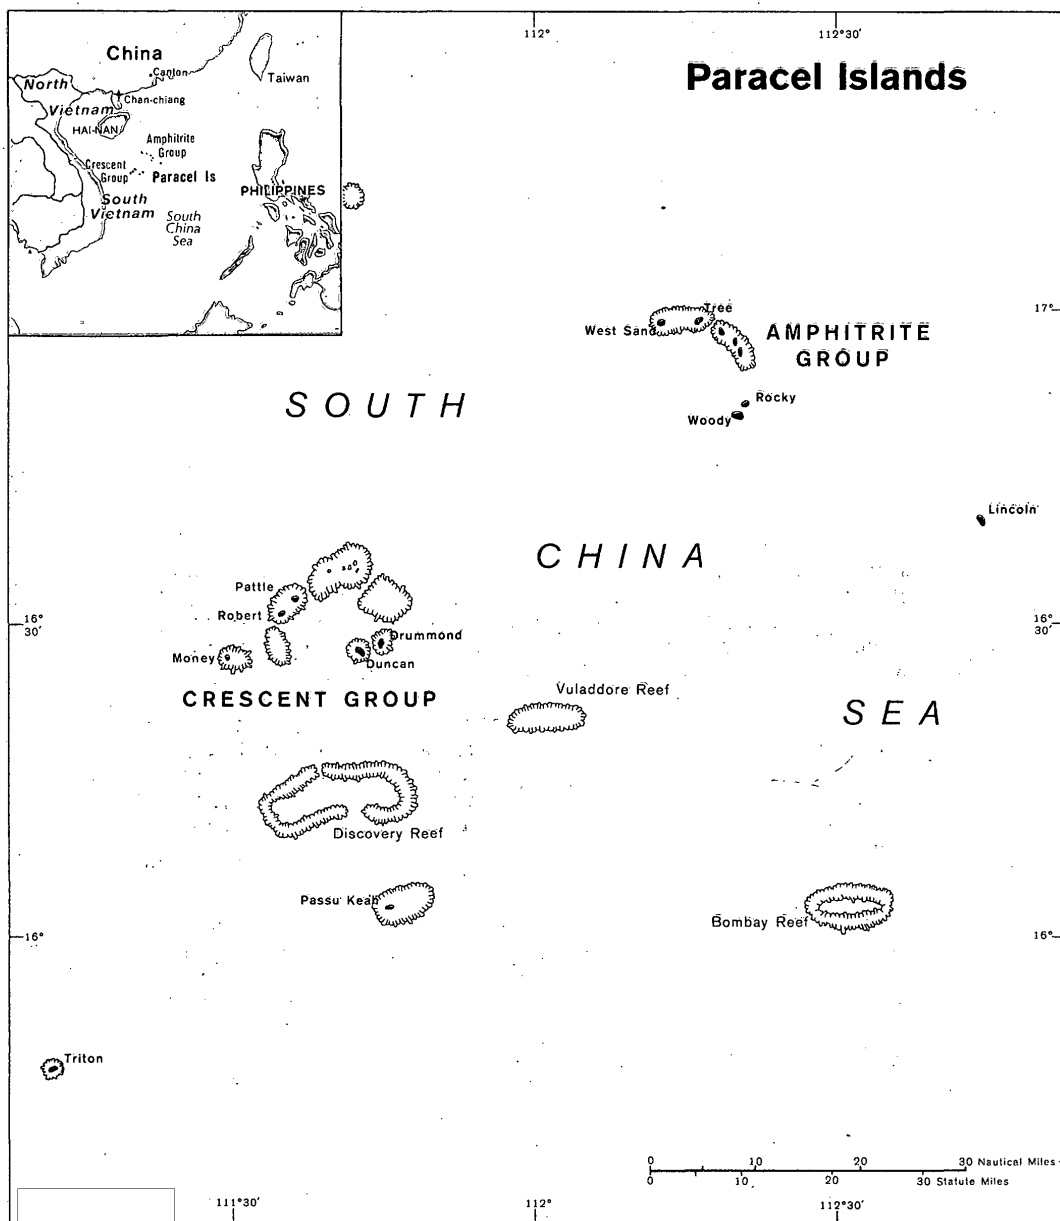 112°
112°30′
Paracel Islands
China
Canton
Taiwan
North
Vietnam
Chan-chiang
HAI-NAN
Amphitrite
Group
Crescent
Group
Paracel Is
South
Vietnam
South
China
Sea
PHILIPPINES
17°
Tree
West Sand
AMPHITRITE
GROUP
Rocky
Woody
SOUTH
Lincoln
CHINA
Pattle
Robert
16°
30′
16°
30′
Drummond
Money
Duncan
CRESCENT GROUP
Vuladdore Reef
SEA
Discovery Reef
Passu Keah
Bombay Reef
16°
16°
Triton
0 10 20 30 Nautical Miles
0 10 20 30 Statute Miles
111°30′
112°
112°30′